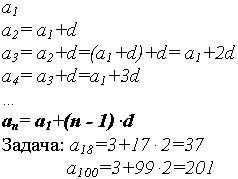 a₁
a₂= a₁+d
a₃= a₂+d=(a₁+d)+d= a₁+2d
a₄= a₃+d=a₁+3d
...
aₙ= a₁+(n - 1) ·d
Задача: a₁₈=3+17·2=37
a₁₀₀=3+99·2=201